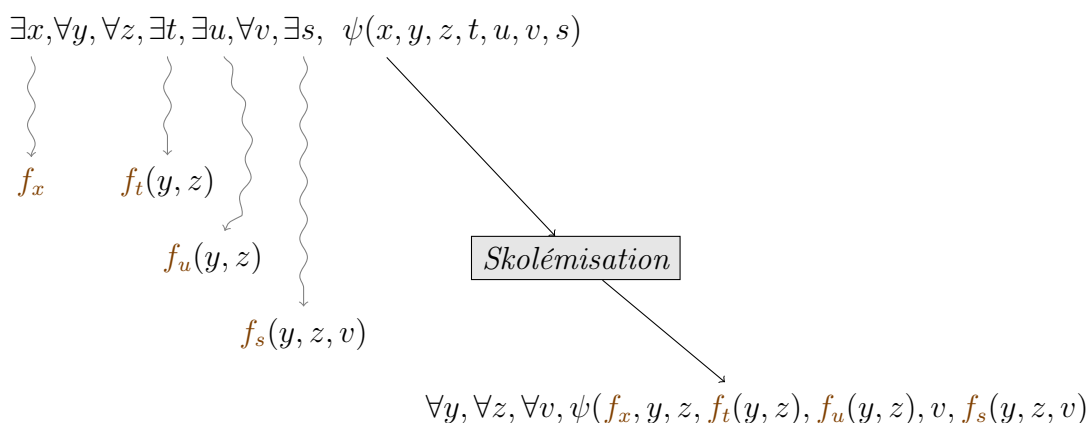 ∃x,∀y, ∀z, ∃t, ∃u,∀v, ∃s, ψ(x, y, z, t, u, v, s)
f_x f_t(y, z)
f_u(y, z)
Skolémisation
f_s(y, z, v)
∀y, ∀z, ∀v, ψ(f_x, y, z, f_t(y, z), f_u(y, z), v, f_s(y, z, v)